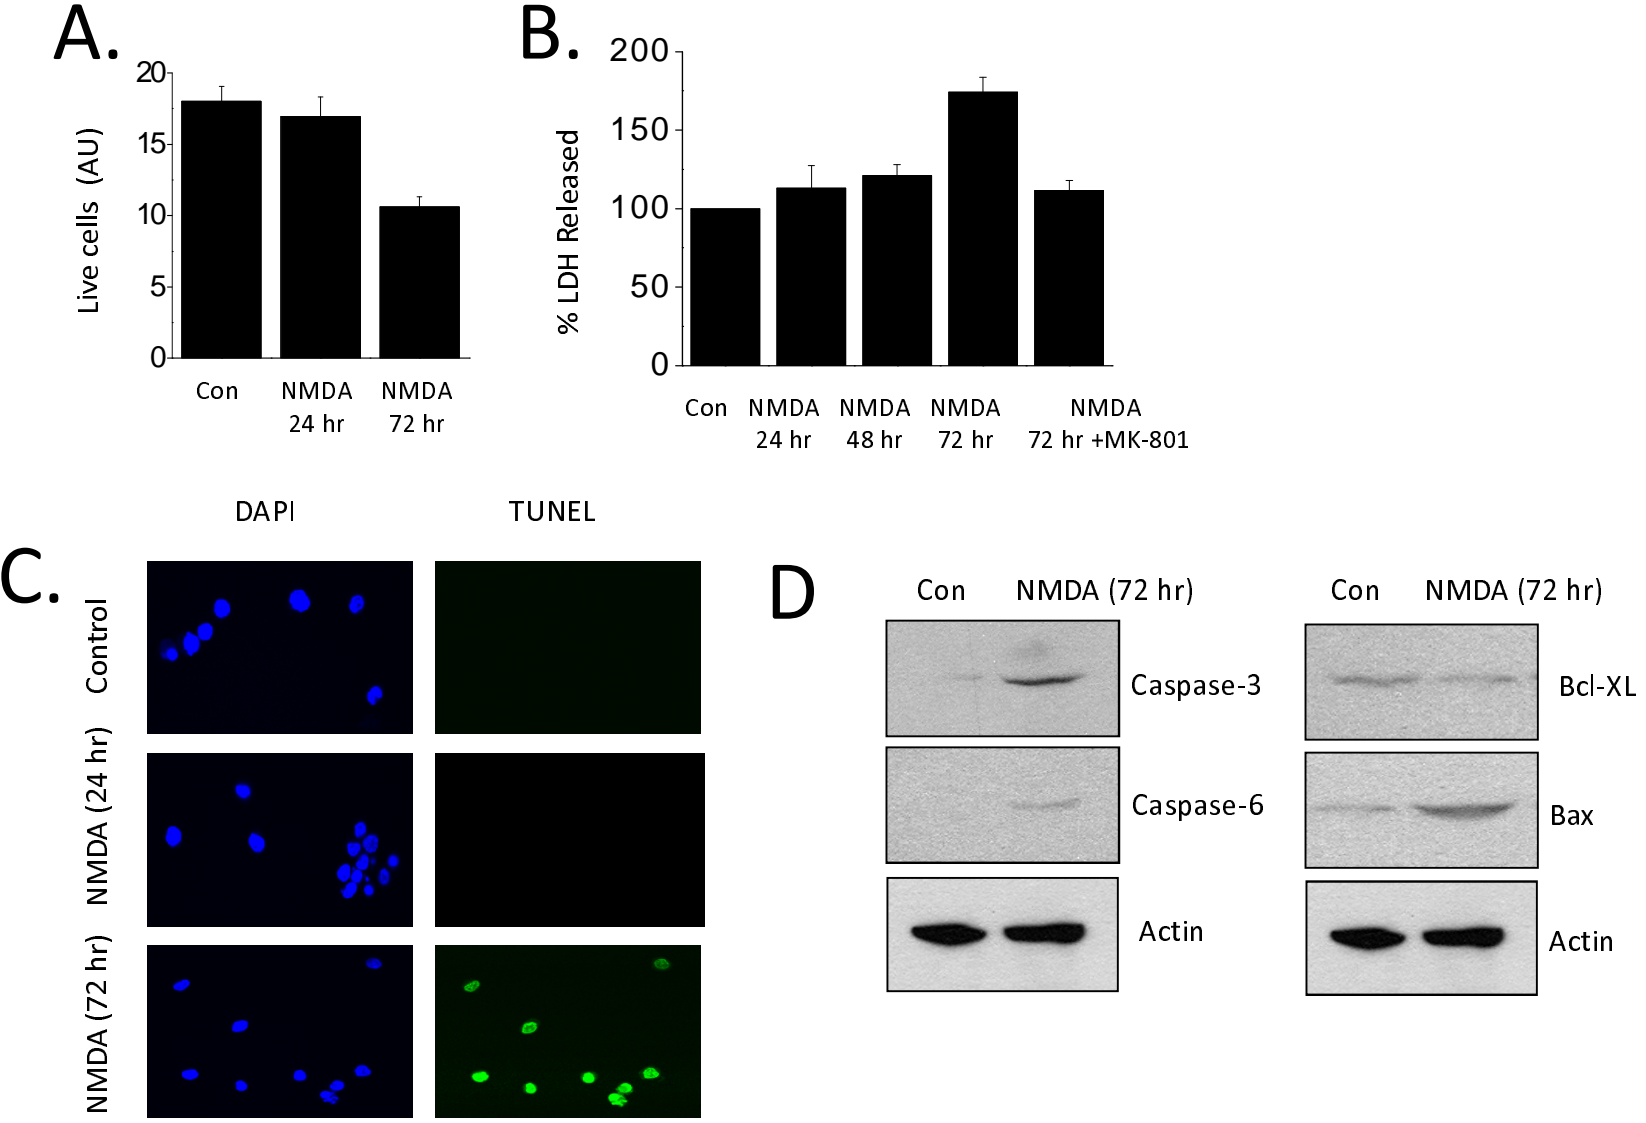 A.
20
15
10
5
0
Live cells (AU)
Con
NMDA
24 hr
NMDA
72 hr
B.
200
150
100
50
0
% LDH Released
Con
NMDA
24 hr
NMDA
48 hr
NMDA
72 hr
NMDA
72 hr +MK-801
C.
DAPI
TUNEL
Control
NMDA (24 hr)
NMDA (72 hr)
D
Con
NMDA (72 hr)
Caspase-3
Caspase-6
Actin
Con
NMDA (72 hr)
Bcl-XL
Bax
Actin